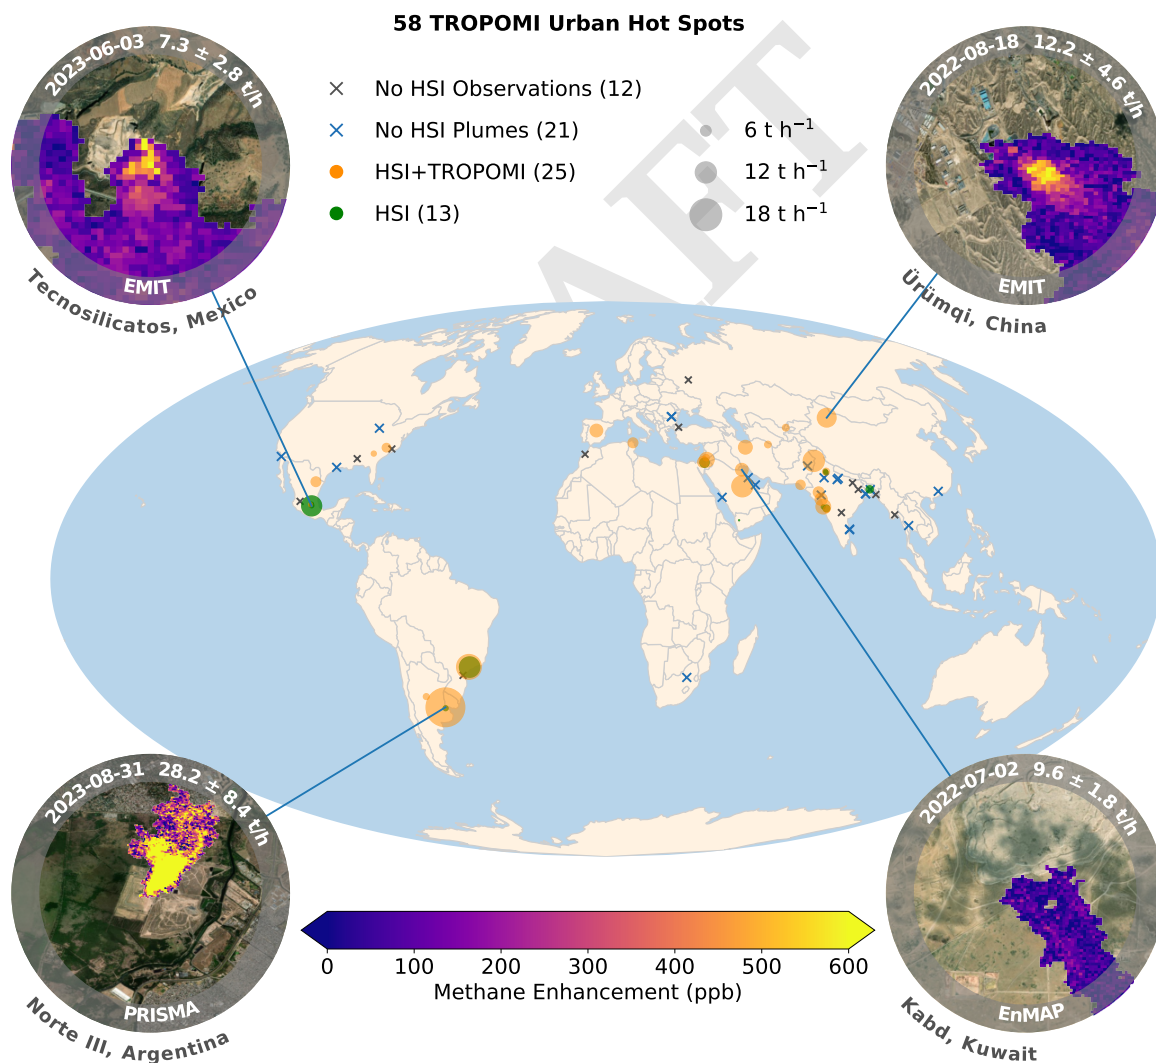 58 TROPOMI Urban Hot Spots
2023-06-03 7.3 ± 2.8 t/h
EMIT
Tecnosilicatos, Mexico
× No HSI Observations (12)
× No HSI Plumes (21)
HSI+TROPOMI (25)
HSI (13)
6 t h⁻¹
12 t h⁻¹
18 t h⁻¹
2022-08-18 12.2 ± 4.6 t/h
EMIT
Ürümqi, China
AFT
2023-08-31 28.2 ± 8.4 t/h
PRISMA
Norte III, Argentina
0 100 200 300 400 500 600
Methane Enhancement (ppb)
2022-07-02 9.6 ± 1.8 t/h
EnMAP
Kabd, Kuwait